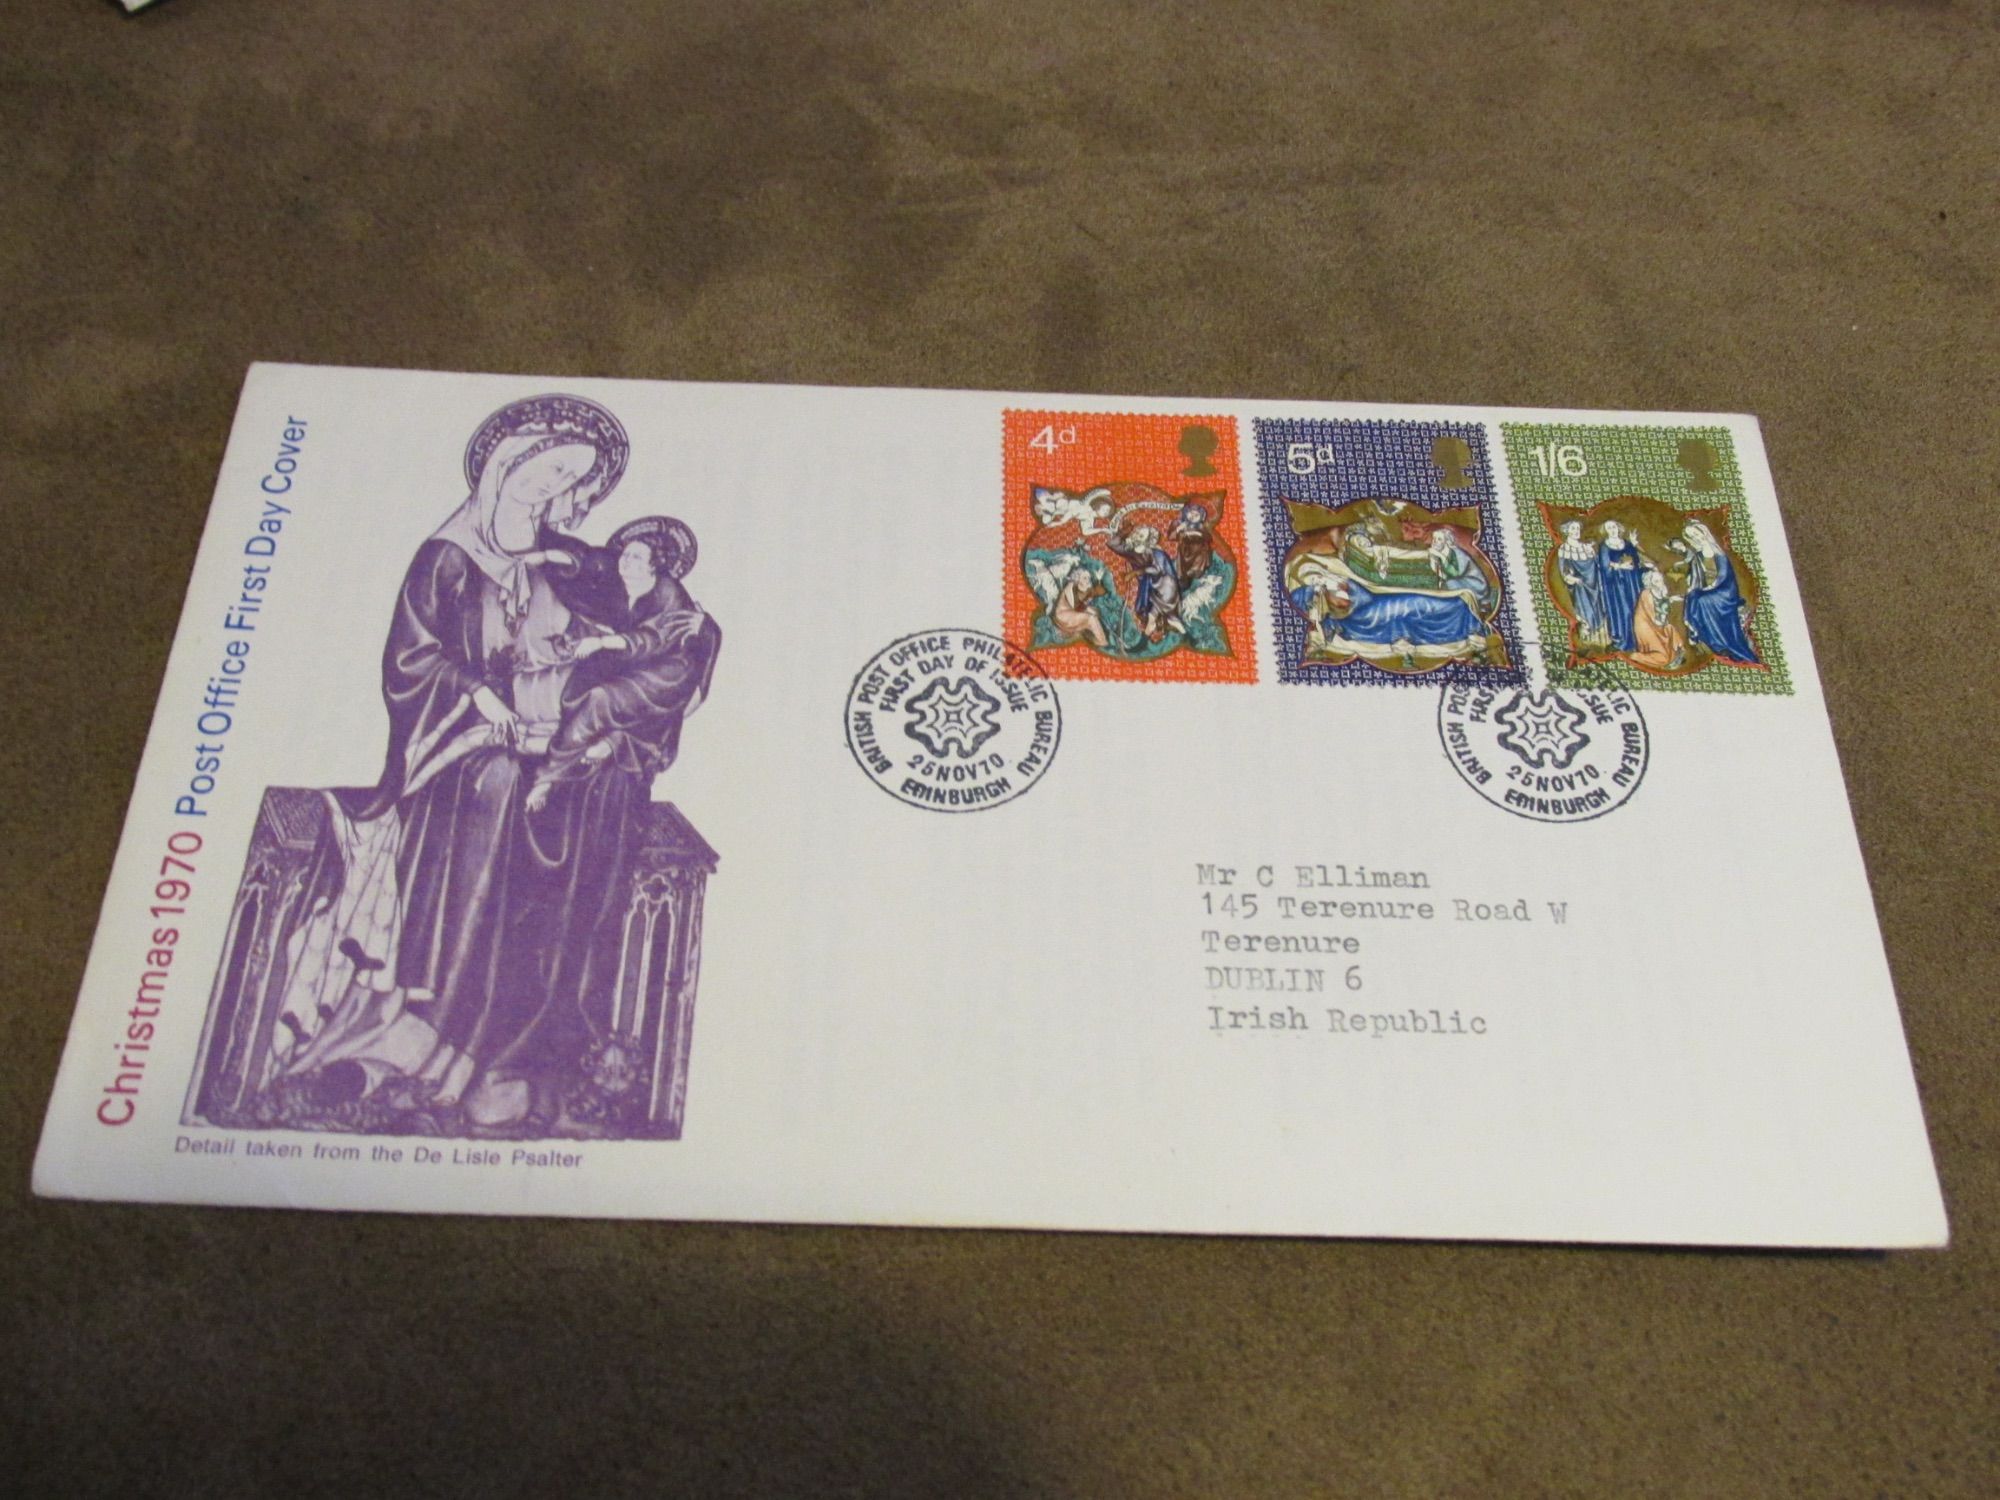 Christmas 1970 Post Office First Day Cover
Detail taken from the De Lisle Psalter
4d
5d
1/6
BRITISH POST OFFICE PHILATELIC BUREAU
FIRST DAY OF ISSUE
25 NOV 70
EDINBURGH
BRITISH POST OFFICE PHILATELIC BUREAU
FIRST DAY OF ISSUE
25 NOV 70
EDINBURGH
Mr C Elliman
145 Terenure Road W
Terenure
DUBLIN 6
Irish Republic